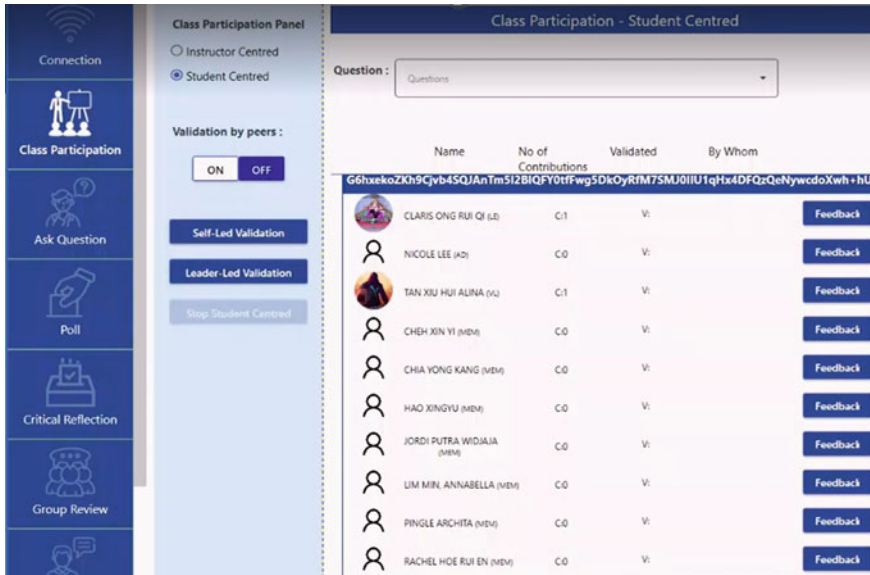 Connection
Class Participation
Ask Question
Poll
Critical Reflection
Group Review
Class Participation Panel
Instructor Centred
Student Centred
Validation by peers :
ON OFF
Self-Led Validation
Leader-Led Validation
Stop Student Centred
Class Participation - Student Centred
Question :
Questions
Name No of Contributions Validated By Whom
CLARIS ONG RUI QI (LE) C:1 V: Feedback
NICOLE LEE (AD) C:0 V: Feedback
TAN XIU HUI ALINA (VL) C:1 V: Feedback
CHEH XIN YI (MEM) C:0 V: Feedback
CHIA YONG KANG (MEM) C:0 V: Feedback
HAO XINGYU (MEM) C:0 V: Feedback
JORDI PUTRA WIDJAJA (MEM) C:0 V: Feedback
LIM MIN, ANNABELLA (MEM) C:0 V: Feedback
PINGLE ARCHITA (MEM) C:0 V: Feedback
RACHEL HOE RUI EN (MEM) C:0 V: Feedback